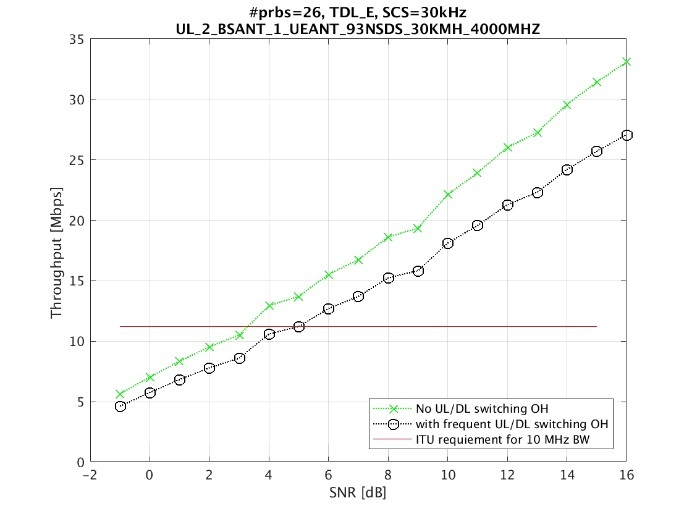 #prbs=26, TDL_E, SCS=30kHz
UL_2_BSANT_1_UEANT_93NSDS_30KMH_4000MHZ
35
30
25
20
15
10
5
0
Throughput [Mbps]
No UL/DL switching OH
with frequent UL/DL switching OH
ITU requiement for 10 MHz BW
-2 0 2 4 6 8 10 12 14 16
SNR [dB]